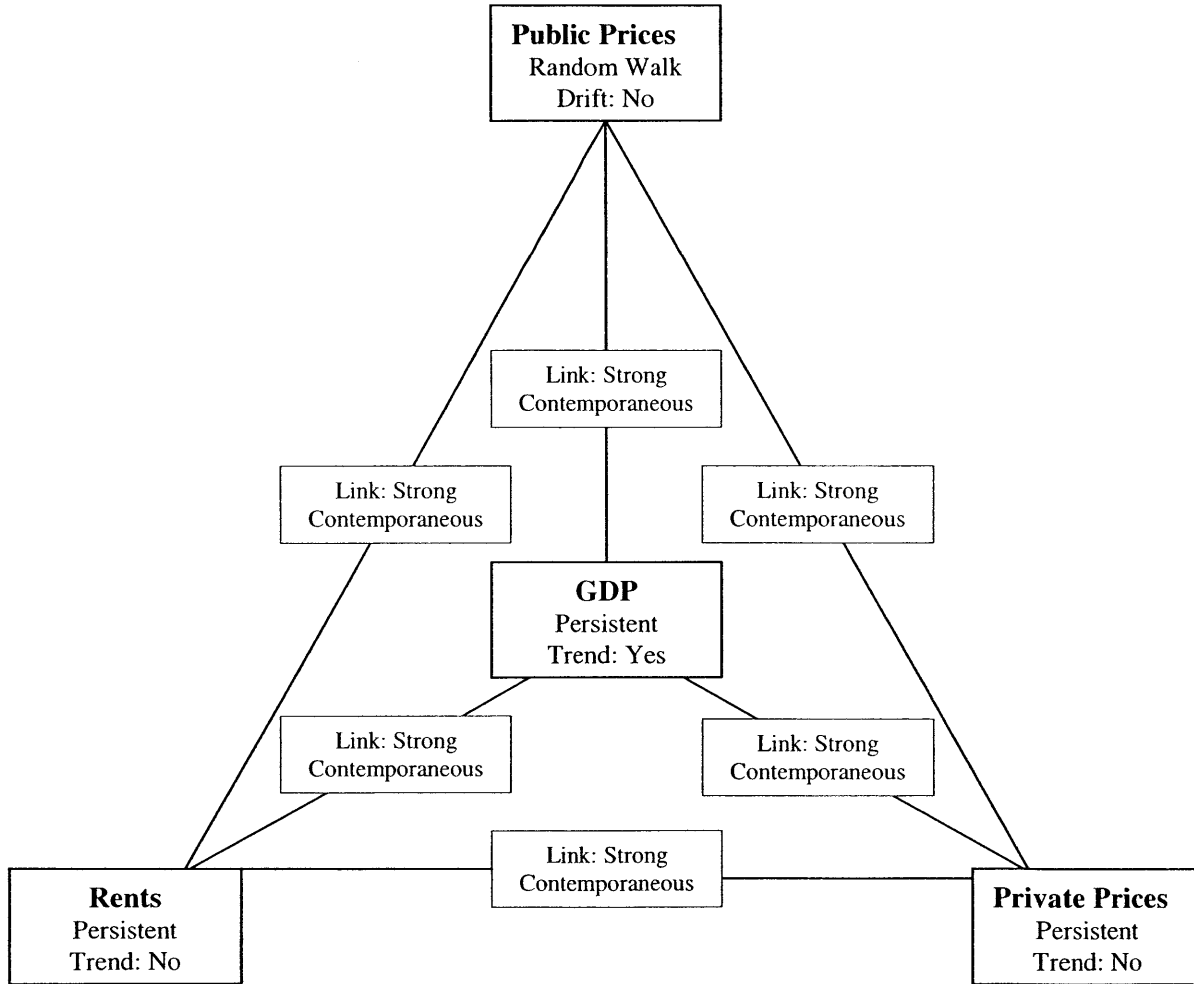 Public Prices
Random Walk
Drift: No
Link: Strong
Contemporaneous
Link: Strong
Contemporaneous
Link: Strong
Contemporaneous
GDP
Persistent
Trend: Yes
Link: Strong
Contemporaneous
Link: Strong
Contemporaneous
Link: Strong
Contemporaneous
Rents
Persistent
Trend: No
Private Prices
Persistent
Trend: No